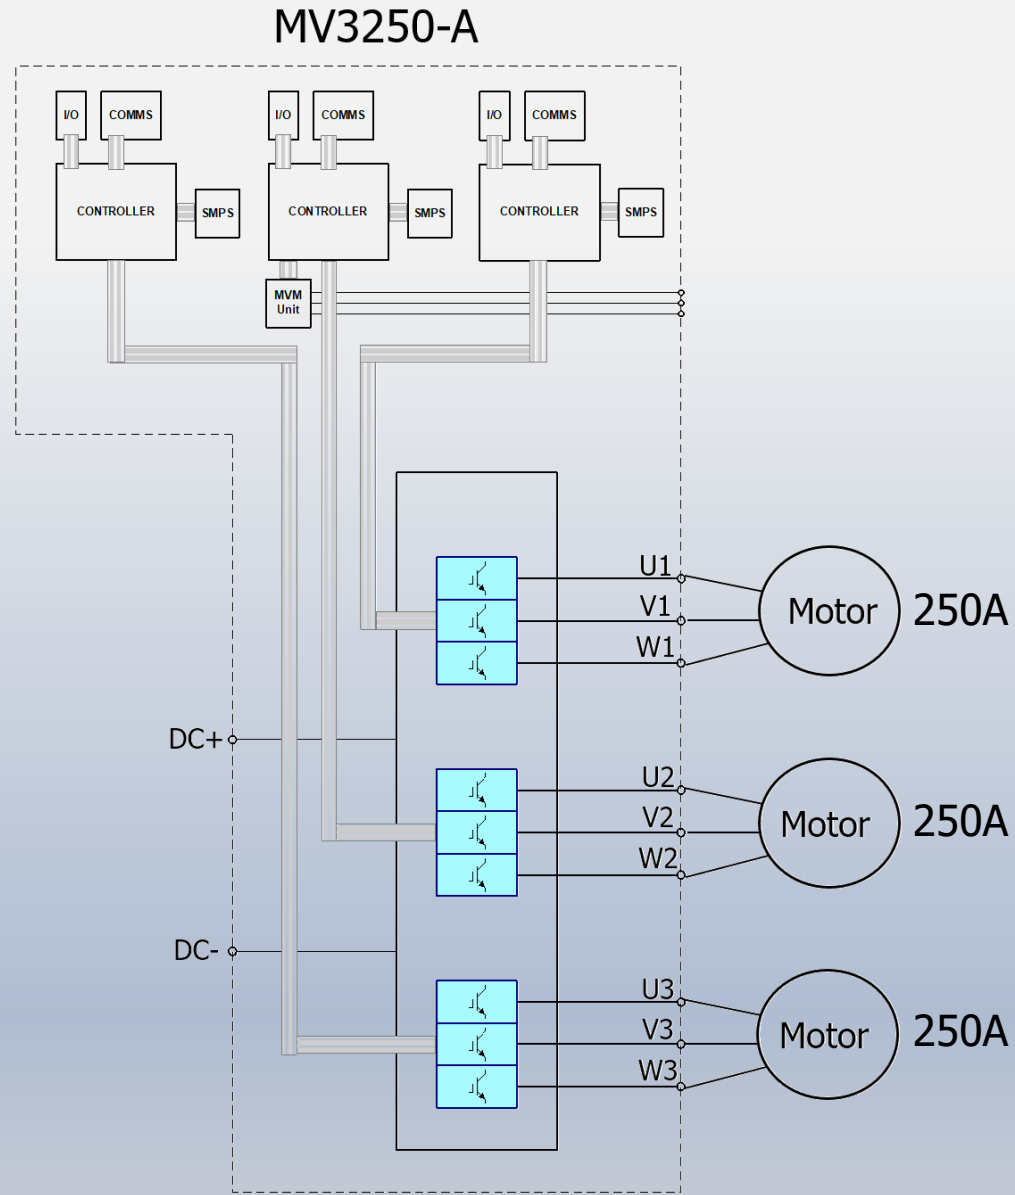 MV3250-A
I/O
COMMS
I/O
COMMS
I/O
COMMS
CONTROLLER
SMPS
CONTROLLER
SMPS
CONTROLLER
SMPS
MVM
Unit
U1
V1
W1
Motor
250A
DC+
U2
V2
W2
Motor
250A
DC-
U3
V3
W3
Motor
250A